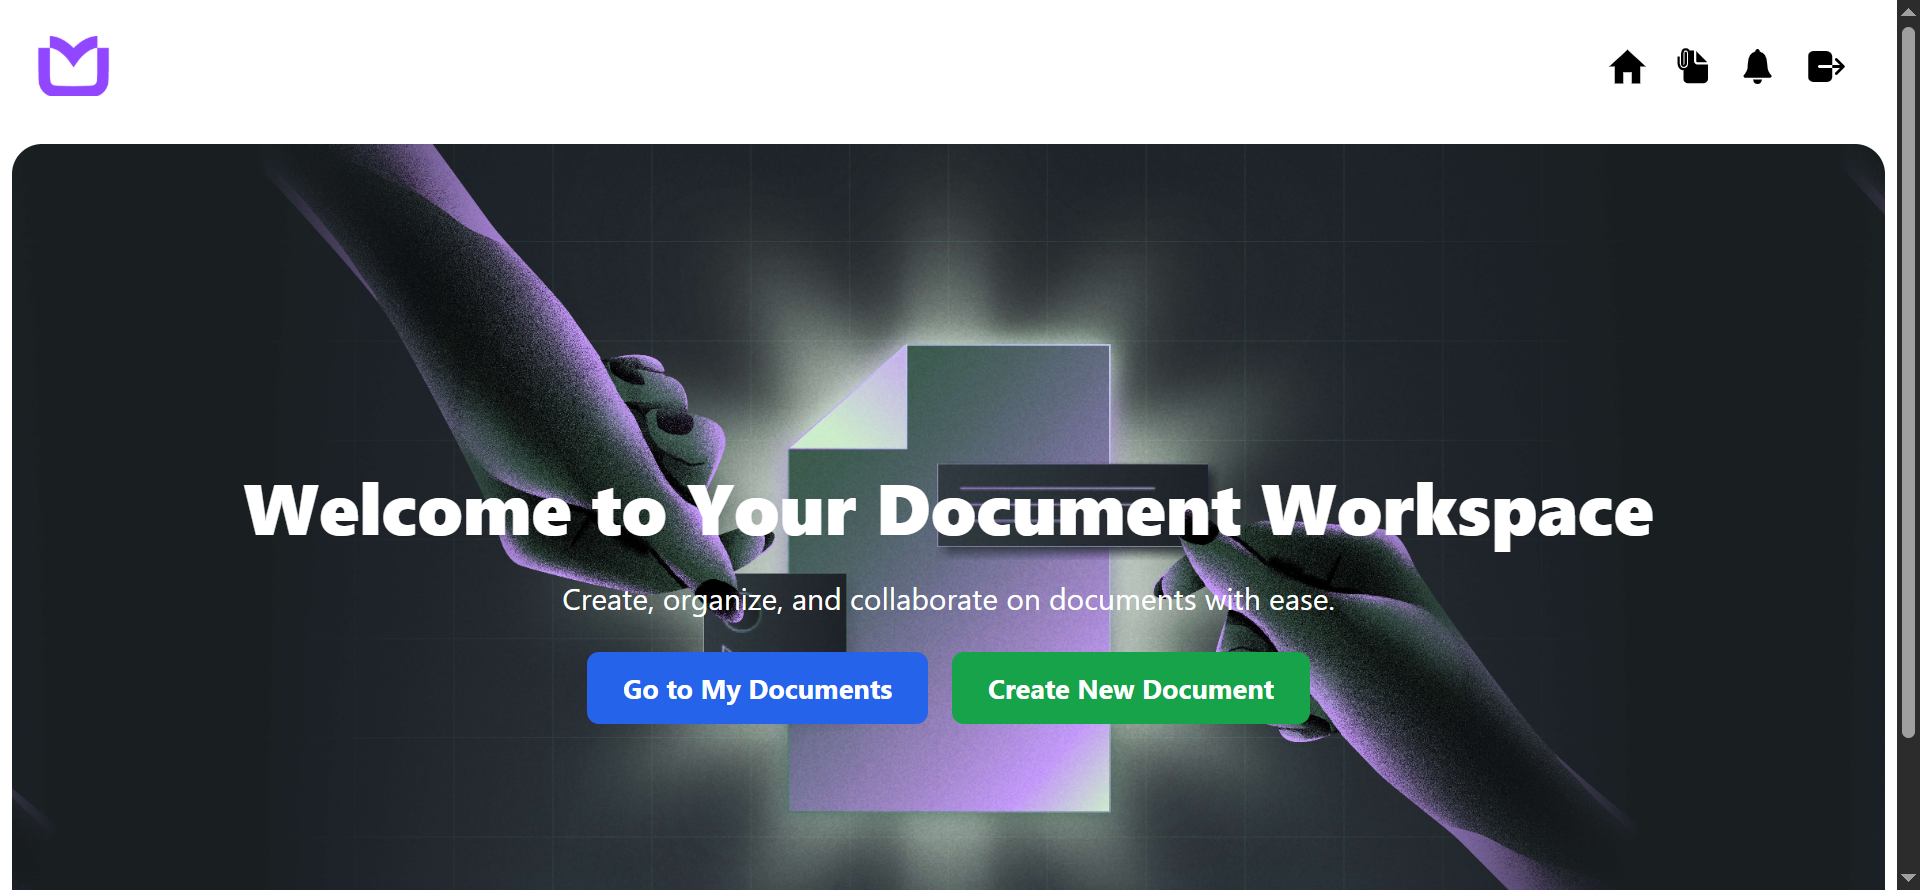 Welcome to Your Document Workspace
Create, organize, and collaborate on documents with ease.
Go to My Documents
Create New Document